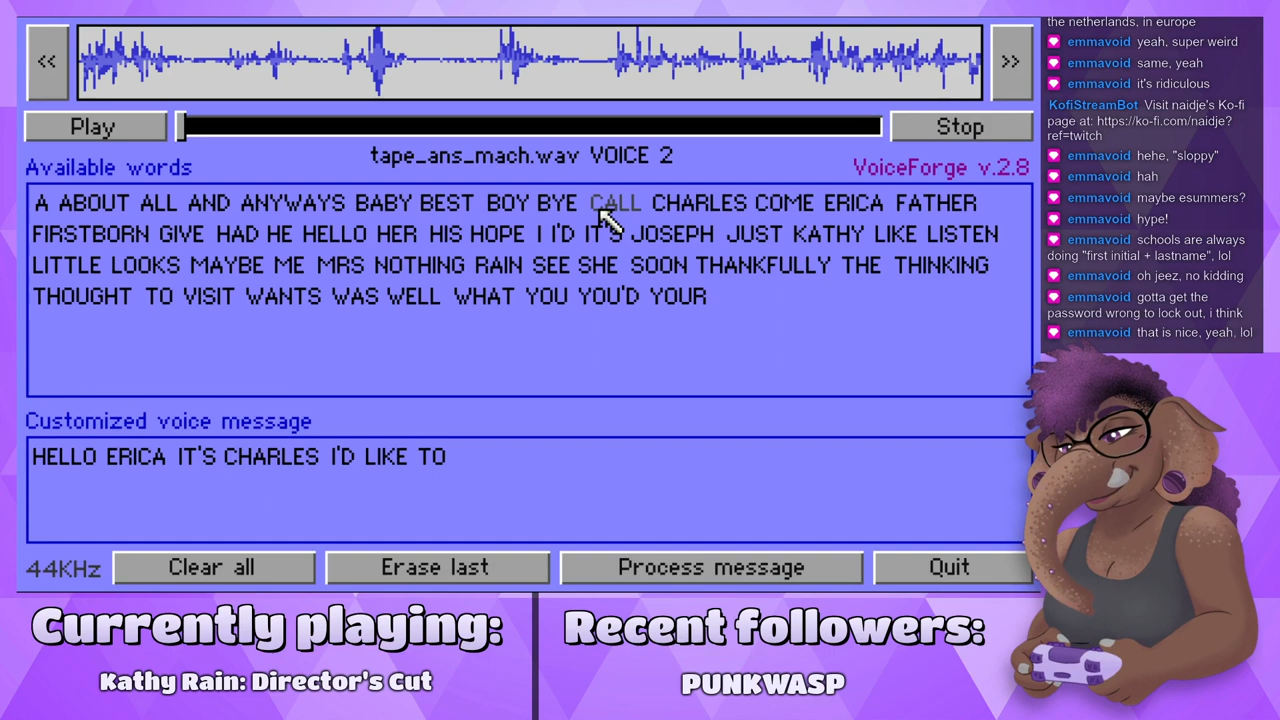 <<
>>
Play
Stop
tape_ans_mach.wav VOICE 2
Available words
VoiceForge v.2.8
A ABOUT ALL AND ANYWAYS BABY BEST BOY BYE CALL CHARLES COME ERICA FATHER
FIRSTBORN GIVE HAD HE HELLO HER HIS HOPE I I'D IT'S JOSEPH JUST KATHY LIKE LISTEN
LITTLE LOOKS MAYBE ME MRS NOTHING RAIN SEE SHE SOON THANKFULLY THE THINKING
THOUGHT TO VISIT WANTS WAS WELL WHAT YOU YOU'D YOUR
Customized voice message
HELLO ERICA IT'S CHARLES I'D LIKE TO
44KHz
Clear all
Erase last
Process message
Quit
Currently playing:
Kathy Rain: Director's Cut
Recent followers:
PUNKWASP
the netherlands, in europe
emmavoid yeah, super weird
emmavoid same, yeah
emmavoid it's ridiculous
KofiStreamBot Visit naidje's Ko-fi
page at: https://ko-fi.com/naidje?
ref=twitch
emmavoid hehe, "sloppy"
emmavoid hah
emmavoid maybe esummers?
emmavoid hype!
emmavoid schools are always
doing "first initial + lastname", lol
emmavoid oh jeez, no kidding
emmavoid gotta get the
password wrong to lock out, i think
emmavoid that is nice, yeah, lol